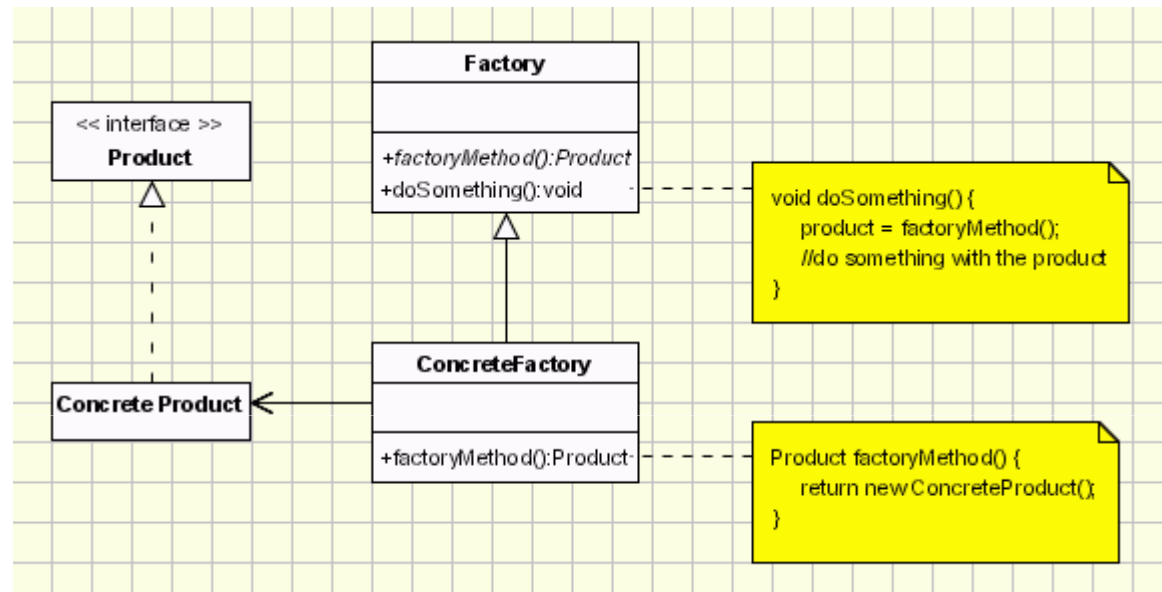 Factory
+factoryMethod():Product
+doSomething():void
<< interface >>
Product
void doSomething() {
product = factoryMethod();
//do something with the product
}
ConcreteFactory
+factoryMethod():Product
Concrete Product
Product factoryMethod() {
return new ConcreteProduct();
}